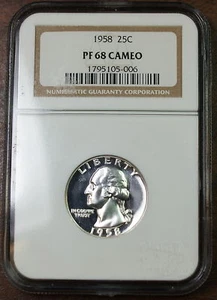 1958 25C
PF 68 CAMEO
1795105-006
NUMISMATIC GUARANTY CORPORATION
LIBERTY
IN GOD WE
TRUST
1958